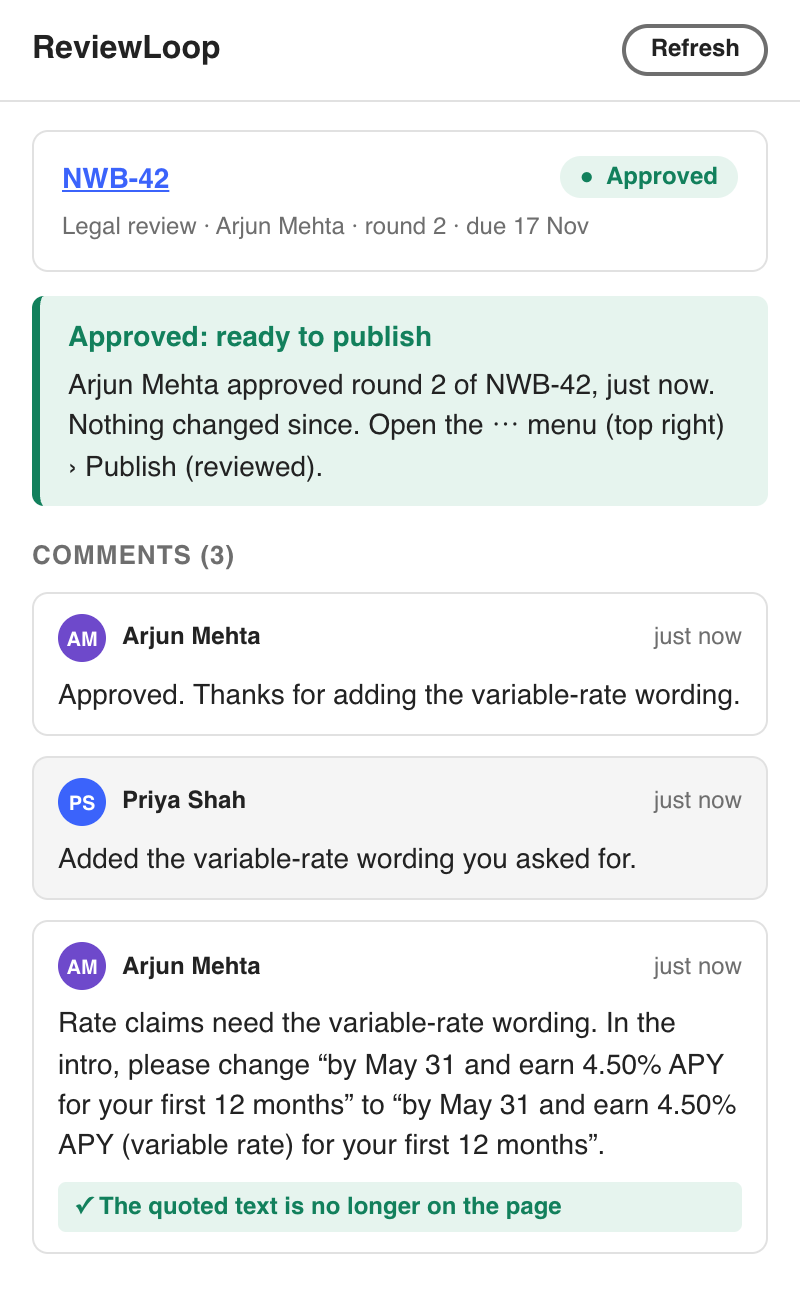 ReviewLoop
Refresh
NWB-42
Approved
Legal review · Arjun Mehta · round 2 · due 17 Nov
Approved: ready to publish
Arjun Mehta approved round 2 of NWB-42, just now.
Nothing changed since. Open the ··· menu (top right)
› Publish (reviewed).
COMMENTS (3)
AM
Arjun Mehta
just now
Approved. Thanks for adding the variable-rate wording.
PS
Priya Shah
just now
Added the variable-rate wording you asked for.
AM
Arjun Mehta
just now
Rate claims need the variable-rate wording. In the
intro, please change “by May 31 and earn 4.50% APY
for your first 12 months” to “by May 31 and earn 4.50%
APY (variable rate) for your first 12 months”.
✓ The quoted text is no longer on the page